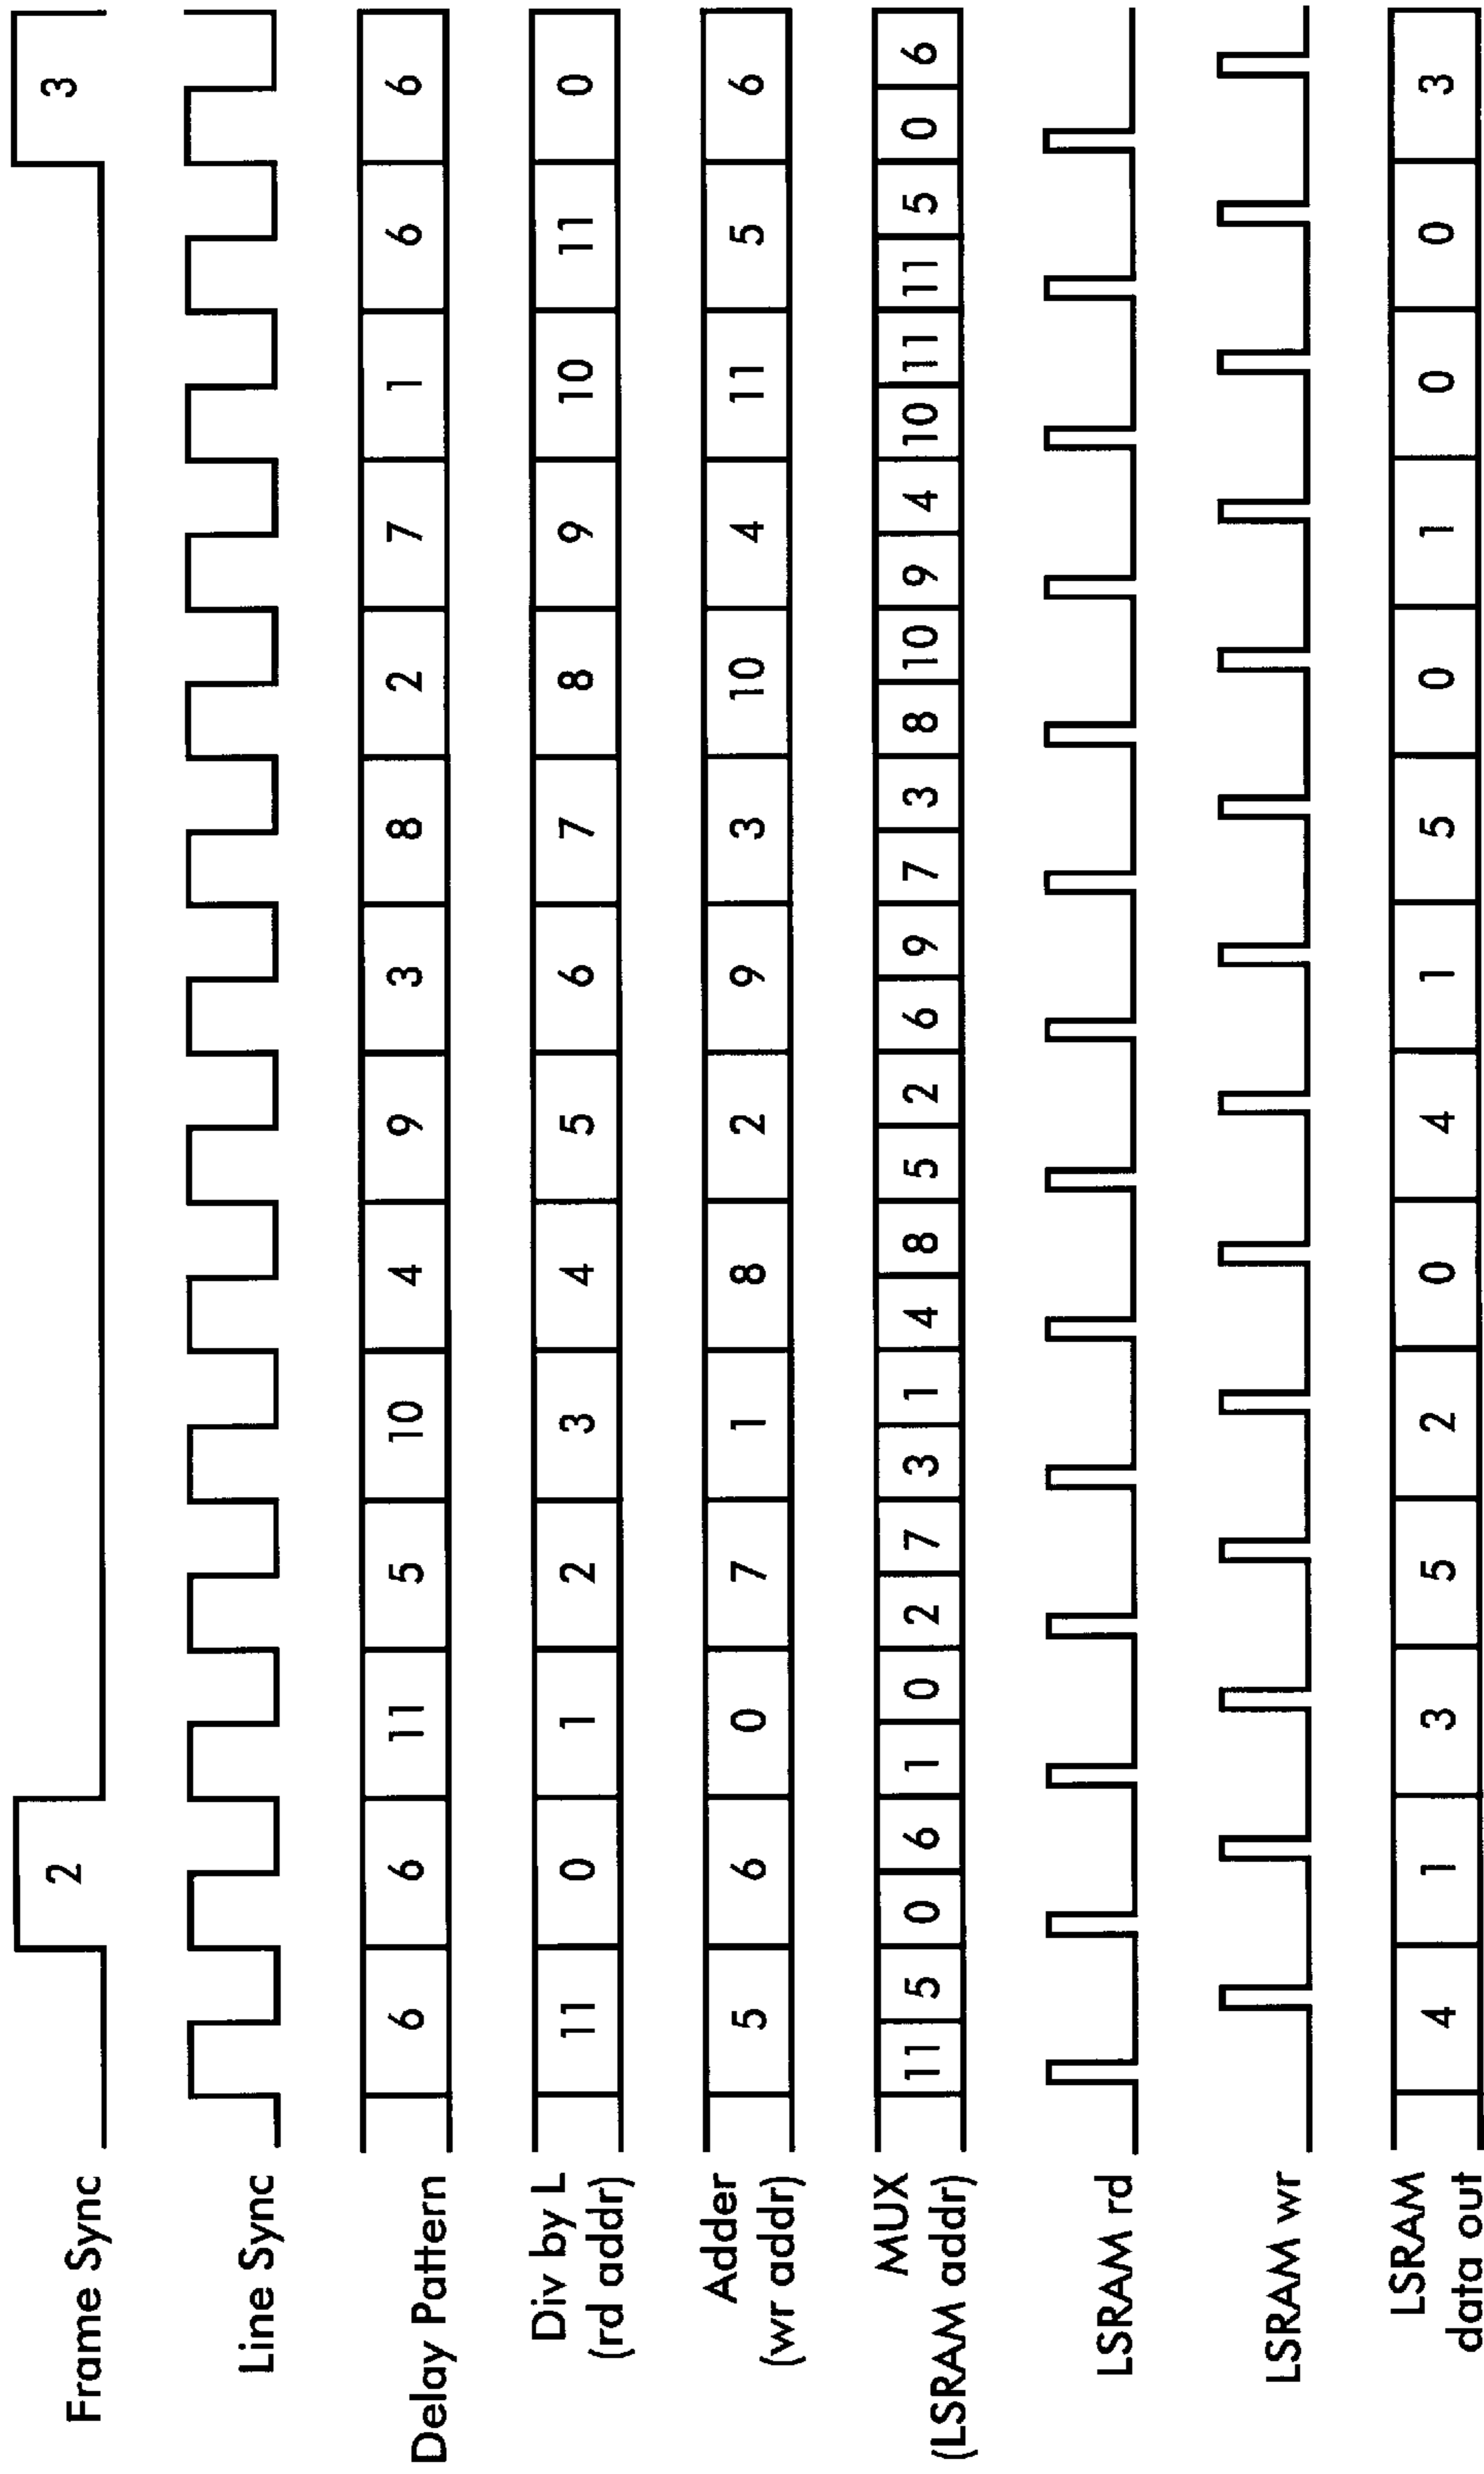 Frame Sync 2 3
Line Sync
Delay Pattern 6 6 11 5 10 4 9 3 8 2 7 1 6 6
Div by L 11 0 1 2 3 4 5 6 7 8 9 10 11 0
(rd addr)
Adder 5 6 0 7 1 8 2 9 3 10 4 11 5 6
(wr addr)
MUX 11 5 0 6 1 0 2 7 3 1 4 8 5 2 6 9 7 3 8 10 9 4 10 11 11 5 0 6
(LSRAM addr)
LSRAM rd
LSRAM wr
LSRAM 4 1 3 5 2 0 4 1 5 0 1 0 0 3
data out